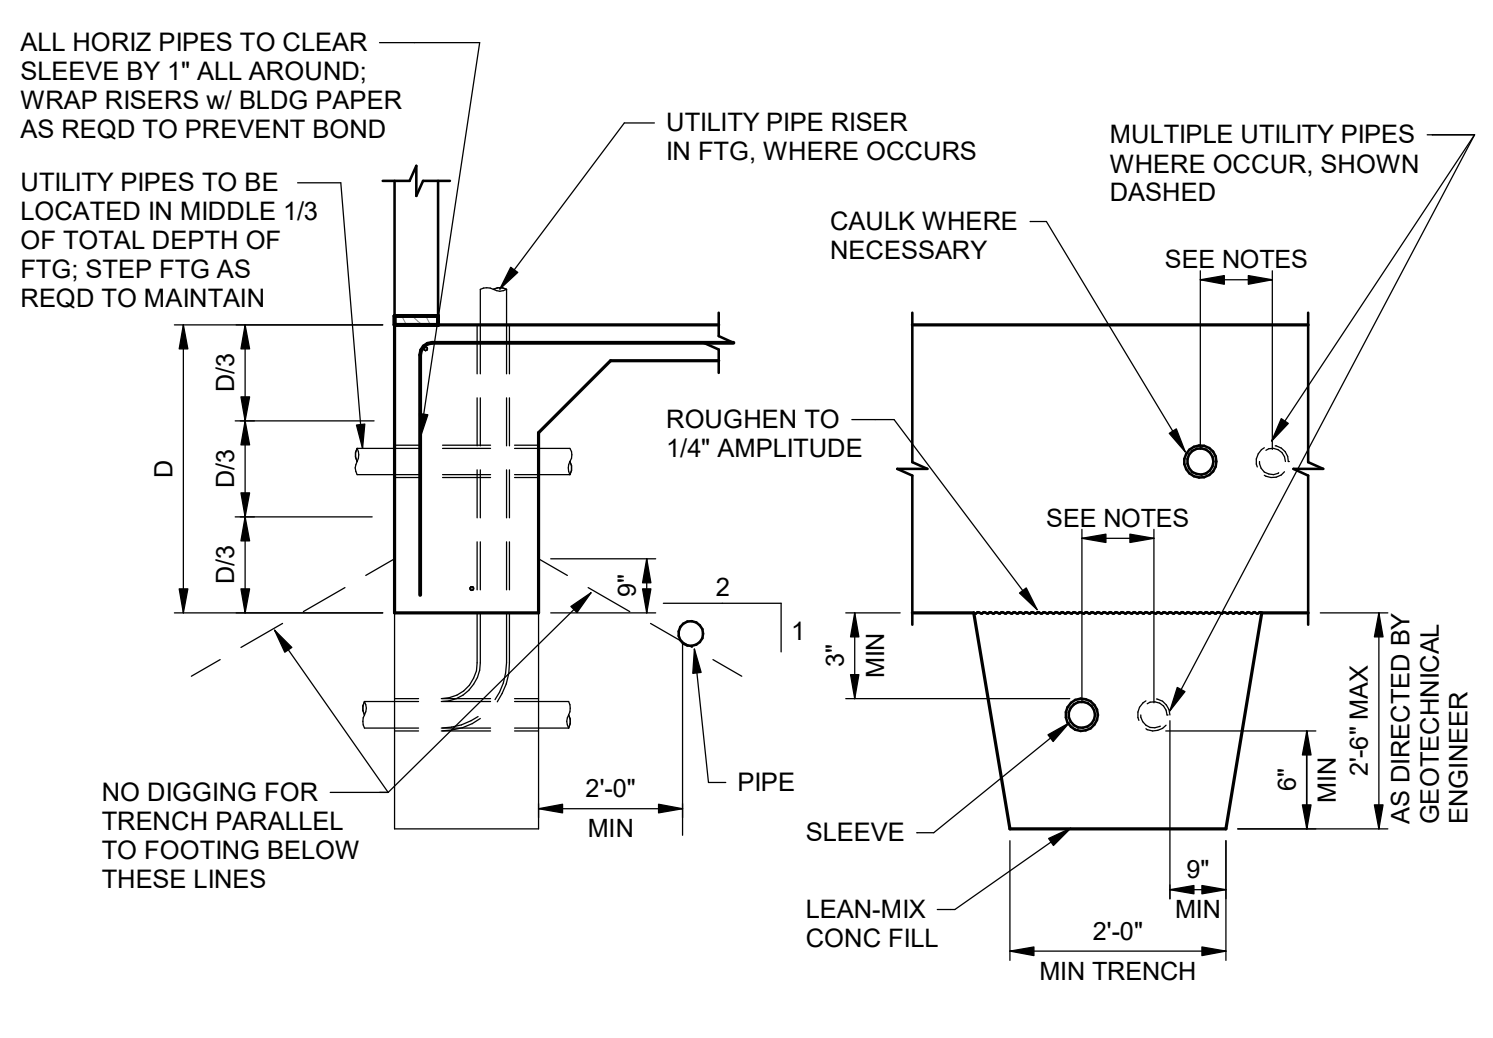 ALL HORIZ PIPES TO CLEAR
SLEEVE BY 1" ALL AROUND;
WRAP RISERS w/ BLDG PAPER
AS REQD TO PREVENT BOND
UTILITY PIPES TO BE
LOCATED IN MIDDLE 1/3
OF TOTAL DEPTH OF
FTG; STEP FTG AS
REQD TO MAINTAIN
UTILITY PIPE RISER
IN FTG, WHERE OCCURS
MULTIPLE UTILITY PIPES
WHERE OCCUR, SHOWN
DASHED
CAULK WHERE
NECESSARY
SEE NOTES
D
D/3
D/3
D/3
ROUGHEN TO
1/4" AMPLITUDE
SEE NOTES
9"
2
1
3"
MIN
NO DIGGING FOR
TRENCH PARALLEL
TO FOOTING BELOW
THESE LINES
2'-0"
MIN
PIPE
SLEEVE
LEAN-MIX
CONC FILL
6"
MIN
2'-6" MAX
AS DIRECTED BY
GEOTECHNICAL
ENGINEER
9"
MIN
2'-0"
MIN TRENCH